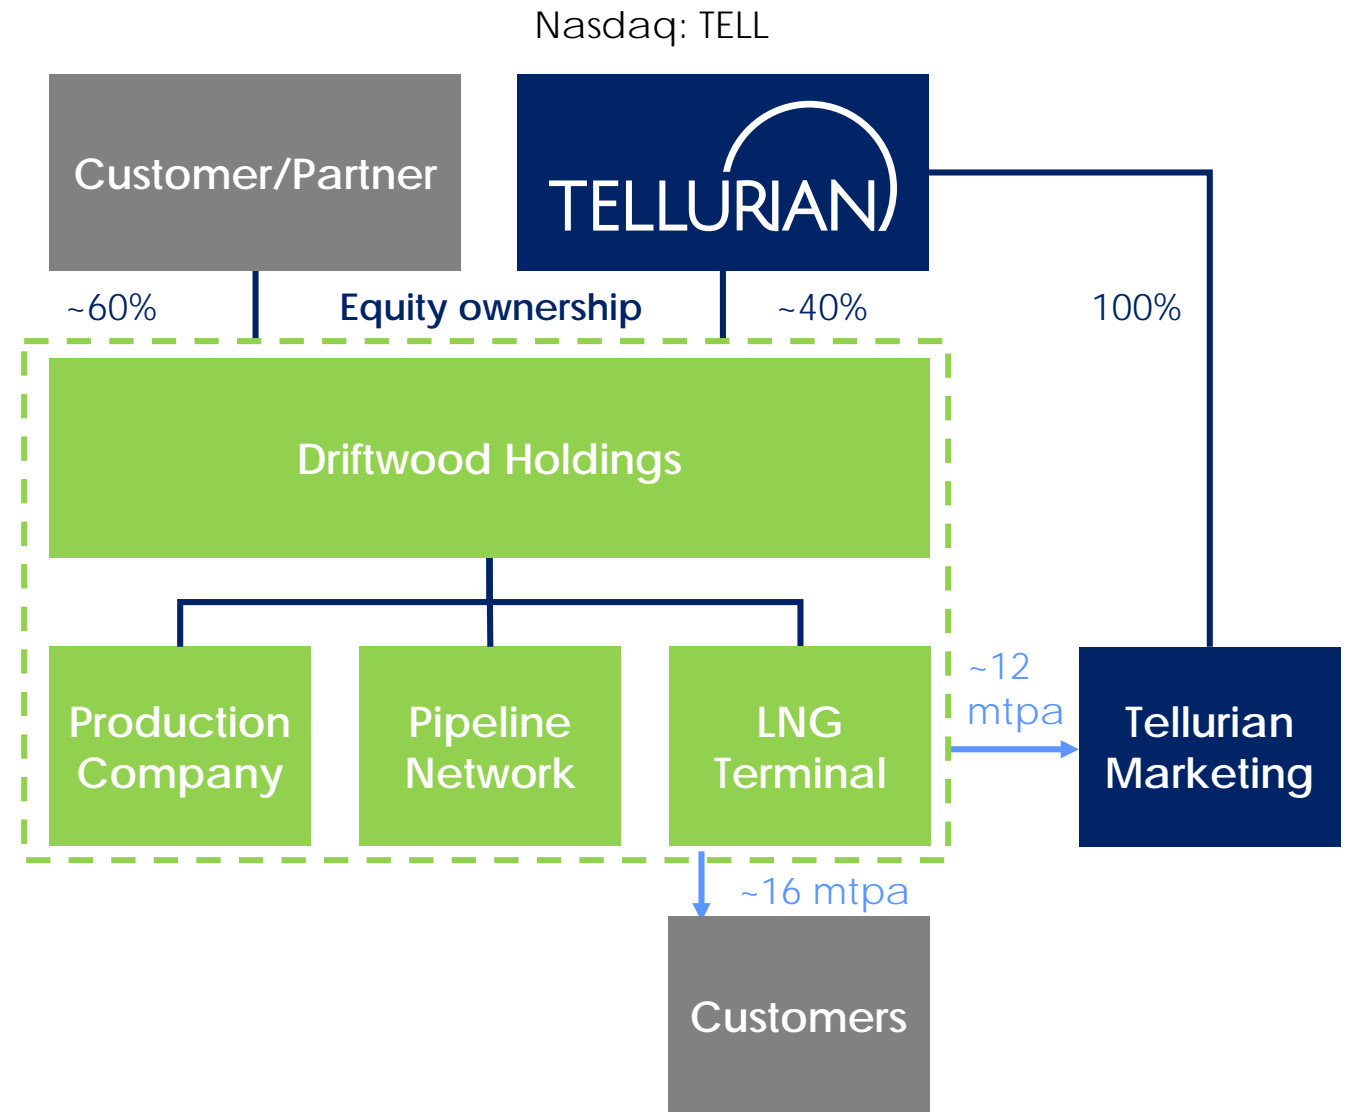 Nasdaq: TELL
Customer/Partner
TELLURIAN
~60%
Equity ownership
~40%
100%
Driftwood Holdings
Production
Company
Pipeline
Network
LNG
Terminal
~12
mtpa
Tellurian
Marketing
~16 mtpa
Customers